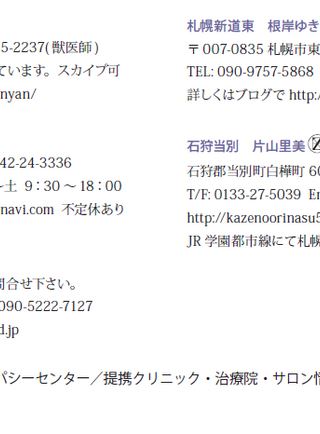 5-2237(獣医師)
ています。スカイプ可
nyan/
42-24-3336
～土 9：30～18：00
navi.com 不定休あり
問合せ下さい。
090-5222-7127
d.jp
札幌新道東 根岸ゆき
〒007-0835 札幌市東
TEL: 090-9757-5868
詳しくはブログで http:/
石狩当別 片山里美 Z
石狩郡当別町白樺町 60
T/F: 0133-27-5039 Em
http://kazenoorinasu5
JR 学園都市線にて札幌
パシーセンター／提携クリニック・治療院・サロン情